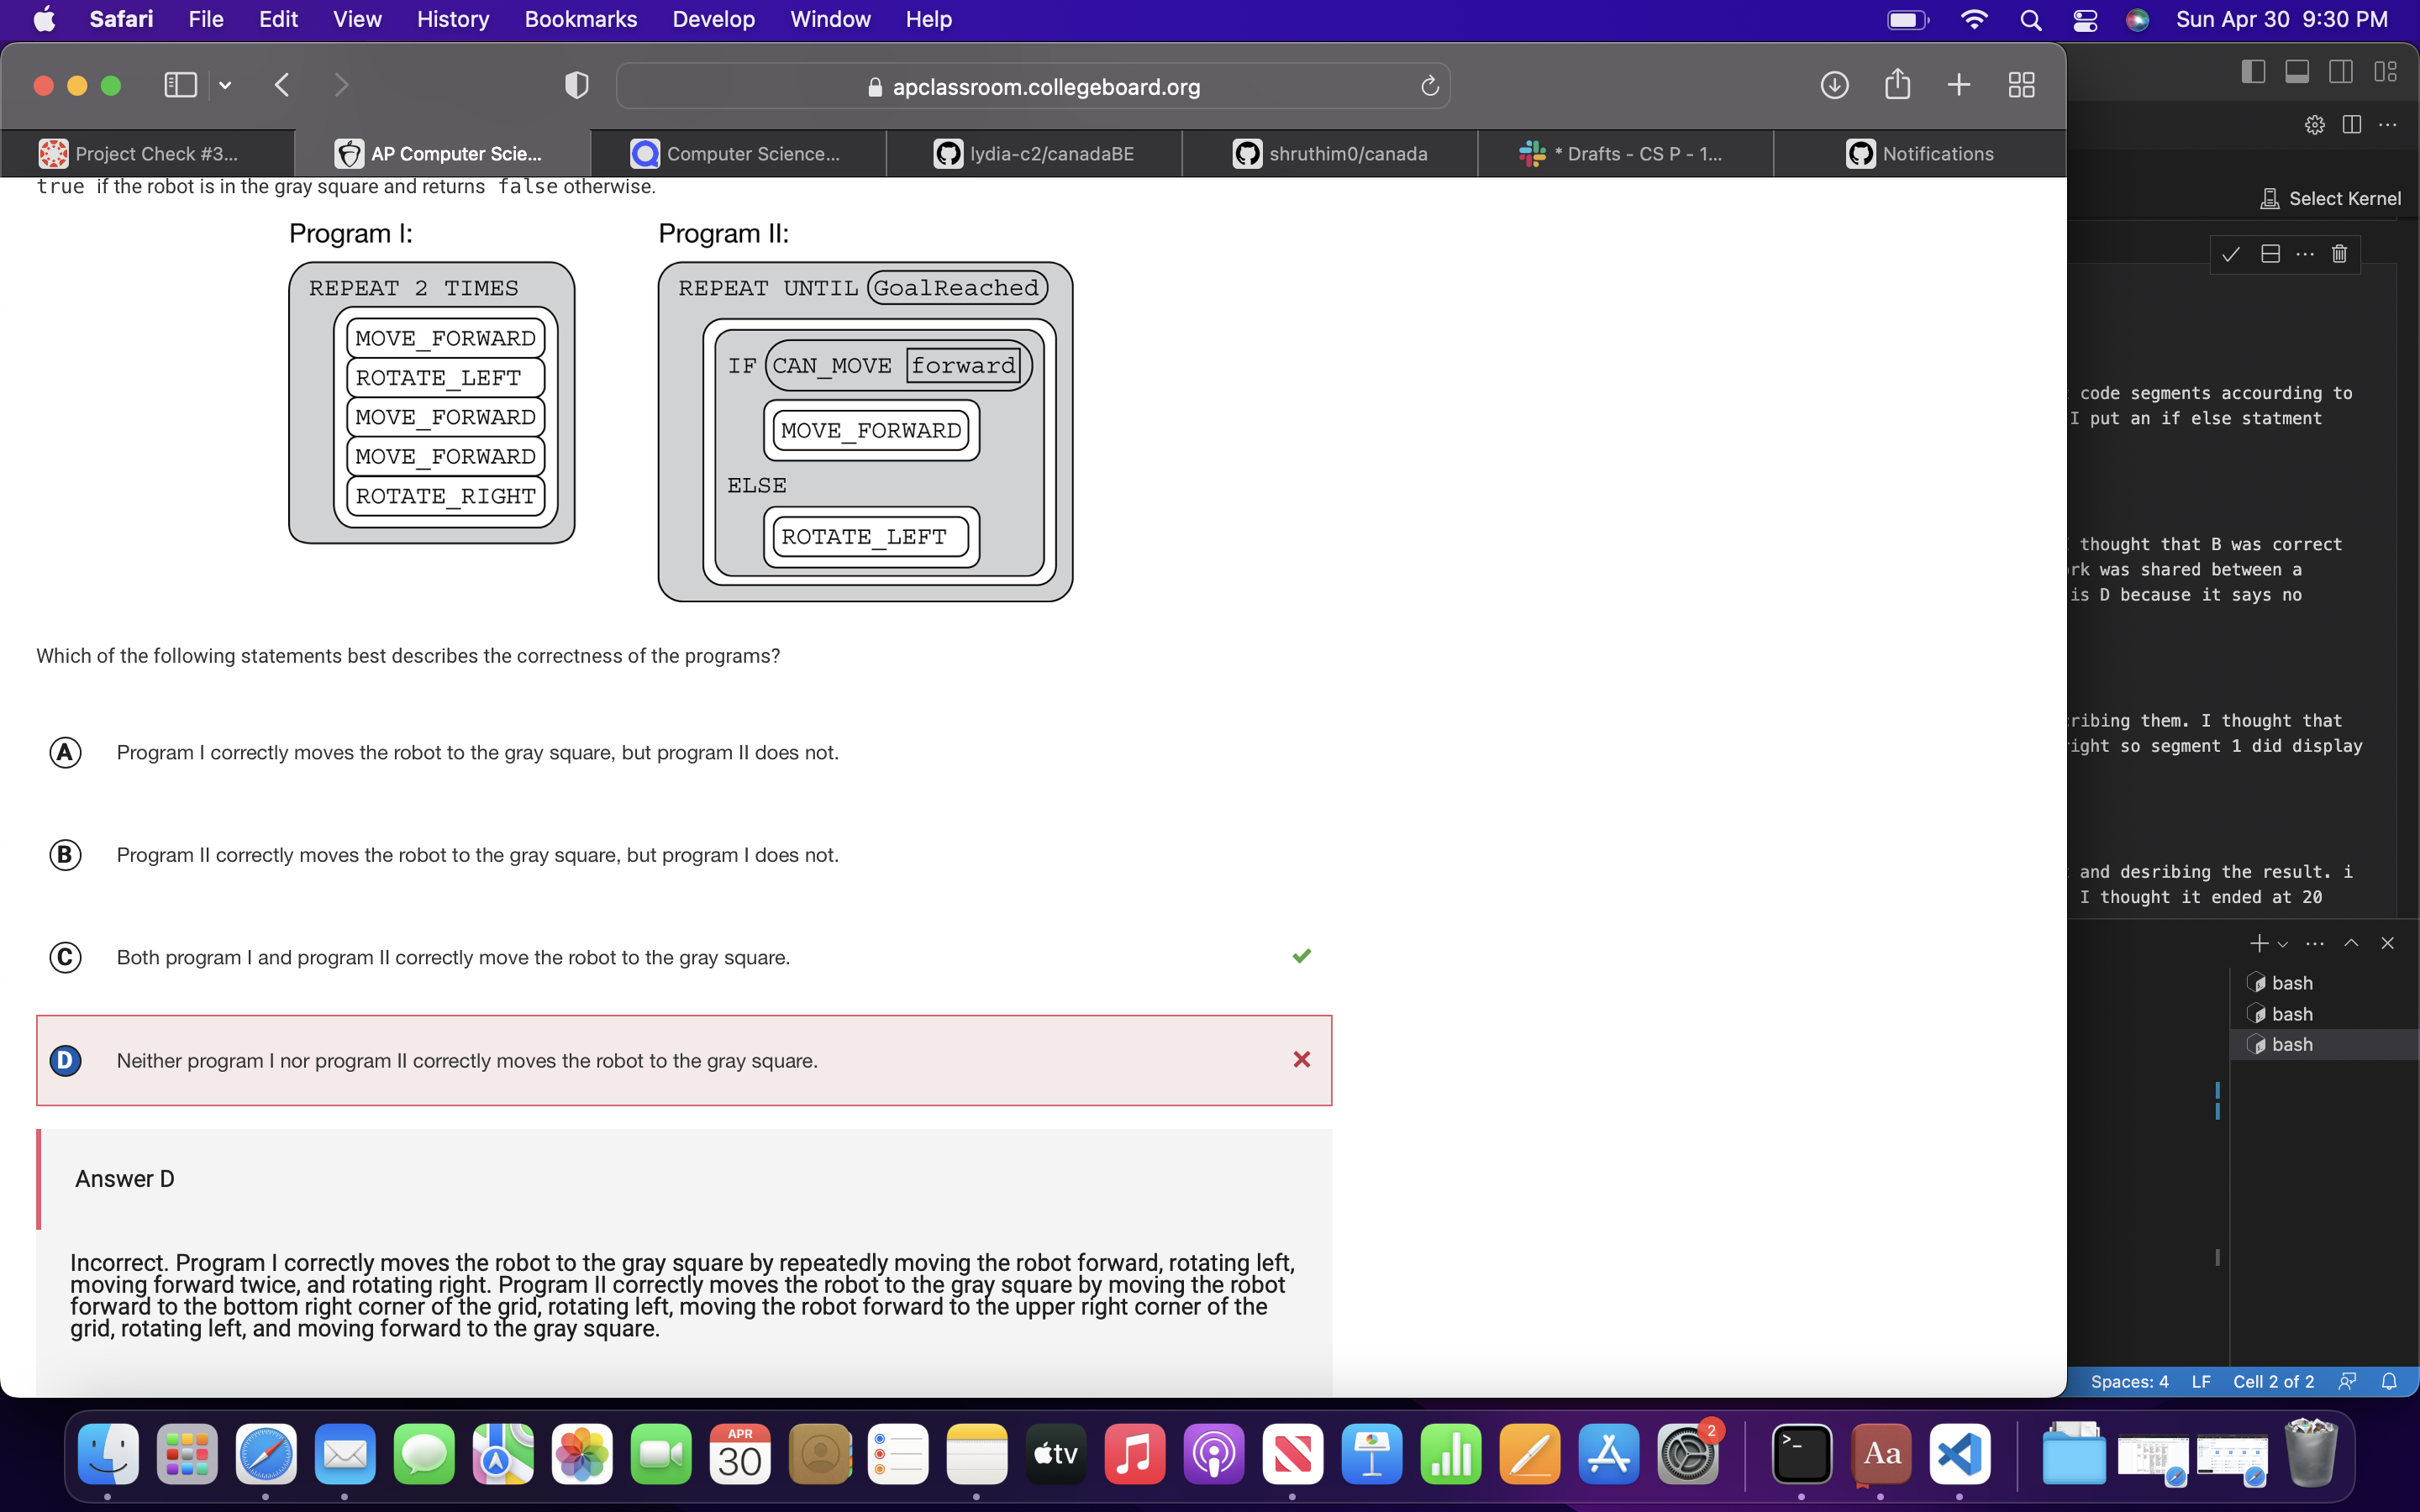 Safari File Edit View History Bookmarks Develop Window Help Sun Apr 30 9:30 PM
apclassroom.collegeboard.org
Project Check #3... AP Computer Scie... Computer Science... lydia-c2/canadaBE shruthim0/canada * Drafts - CS P - 1... Notifications
true if the robot is in the gray square and returns false otherwise.
Program I:
REPEAT 2 TIMES
MOVE_FORWARD
ROTATE_LEFT
MOVE_FORWARD
MOVE_FORWARD
ROTATE_RIGHT
Program II:
REPEAT UNTIL GoalReached
IF CAN_MOVE forward
MOVE_FORWARD
ELSE
ROTATE_LEFT
Which of the following statements best describes the correctness of the programs?
A Program I correctly moves the robot to the gray square, but program II does not.
B Program II correctly moves the robot to the gray square, but program I does not.
C Both program I and program II correctly move the robot to the gray square.
D Neither program I nor program II correctly moves the robot to the gray square.
Answer D
Incorrect. Program I correctly moves the robot to the gray square by repeatedly moving the robot forward, rotating left,
moving forward twice, and rotating right. Program II correctly moves the robot to the gray square by moving the robot
forward to the bottom right corner of the grid, rotating left, moving the robot forward to the upper right corner of the
grid, rotating left, and moving forward to the gray square.
Select Kernel
code segments accourding to
I put an if else statment
thought that B was correct
rk was shared between a
is D because it says no
ribing them. I thought that
ight so segment 1 did display
and desribing the result. i
I thought it ended at 20
bash
bash
bash
Spaces: 4 LF Cell 2 of 2
APR
30
tv
2
>_
Aa